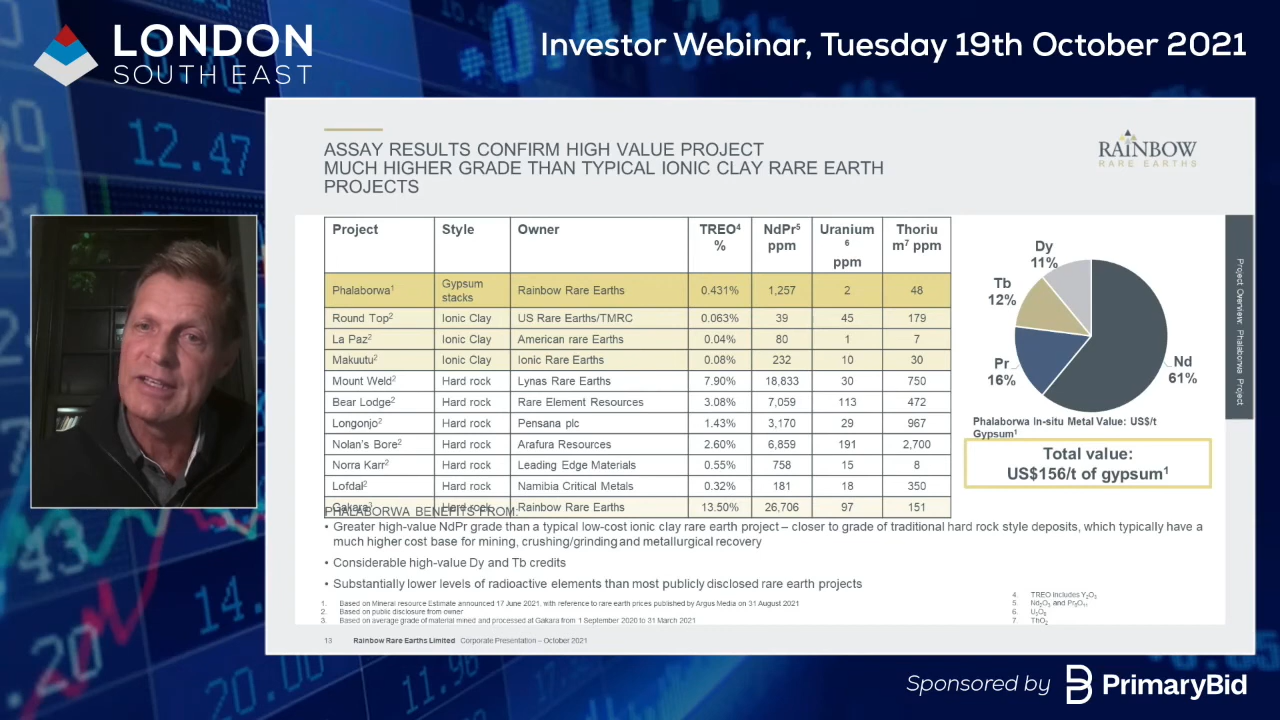 LONDON
SOUTH EAST
Investor Webinar, Tuesday 19th October 2021
ASSAY RESULTS CONFIRM HIGH VALUE PROJECT
MUCH HIGHER GRADE THAN TYPICAL IONIC CLAY RARE EARTH
PROJECTS
RAINBOW
RARE EARTHS
Project Style Owner TREO⁴ % NdPr⁵ ppm Uranium ⁶ ppm Thoriu m⁷ ppm
Phalaborwa¹ Gypsum stacks Rainbow Rare Earths 0.431% 1,257 2 48
Round Top² Ionic Clay US Rare Earths/TMRC 0.063% 39 45 179
La Paz² Ionic Clay American rare Earths 0.04% 80 1 7
Makuutu² Ionic Clay Ionic Rare Earths 0.08% 232 10 30
Mount Weld² Hard rock Lynas Rare Earths 7.90% 18,833 30 750
Bear Lodge² Hard rock Rare Element Resources 3.08% 7,059 113 472
Longonjo² Hard rock Pensana plc 1.43% 3,170 29 967
Nolan's Bore² Hard rock Arafura Resources 2.60% 6,859 191 2,700
Norra Karr² Hard rock Leading Edge Materials 0.55% 758 15 8
Lofdal² Hard rock Namibia Critical Metals 0.32% 181 18 350
Gakara³ Hard rock Rainbow Rare Earths 13.50% 26,706 97 151
Dy
11%
Tb
12%
Pr
16%
Nd
61%
Phalaborwa In-situ Metal Value: US$/t
Gypsum¹
Total value:
US$156/t of gypsum¹
Project Overview: Phalaborwa Project
PHALABORWA BENEFITS FROM:
• Greater high-value NdPr grade than a typical low-cost ionic clay rare earth project – closer to grade of traditional hard rock style deposits, which typically have a
much higher cost base for mining, crushing/grinding and metallurgical recovery
• Considerable high-value Dy and Tb credits
• Substantially lower levels of radioactive elements than most publicly disclosed rare earth projects
1. Based on Mineral resource Estimate announced 17 June 2021, with reference to rare earth prices published by Argus Media on 31 August 2021
2. Based on public disclosure from owner
3. Based on average grade of material mined and processed at Gakara from 1 September 2020 to 31 March 2021
4. TREO includes Y₂O₃
5. Nd₂O₃ and Pr₆O₁₁
6. U₃O₈
7. ThO₂
13 Rainbow Rare Earths Limited Corporate Presentation – October 2021
Sponsored by PrimaryBid
12.47
20.00
11.96